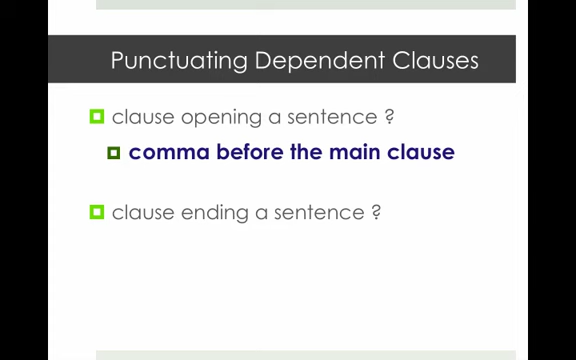 Punctuating Dependent Clauses
clause opening a sentence ?
comma before the main clause
clause ending a sentence ?